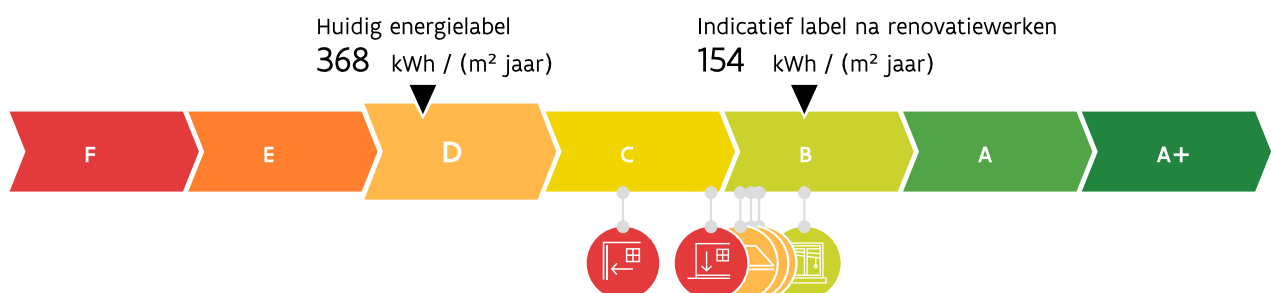 Huidig energielabel
368 kWh / (m² jaar)
Indicatief label na renovatiewerken
154 kWh / (m² jaar)
F E D C B A A+